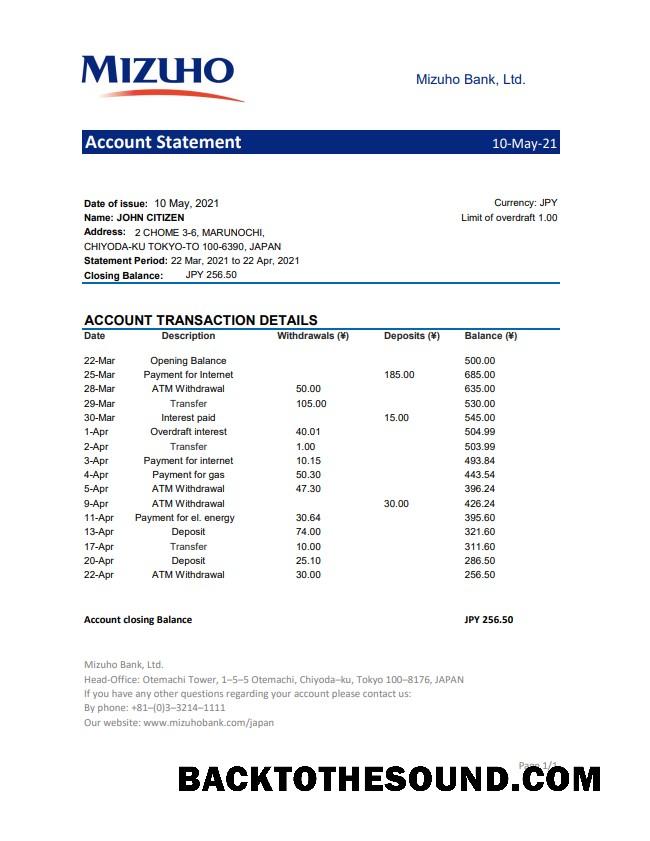 MIZUHO
Mizuho Bank, Ltd.
Account Statement 10-May-21
Date of issue: 10 May, 2021 Currency: JPY
Name: JOHN CITIZEN Limit of overdraft 1.00
Address: 2 CHOME 3-6, MARUNOCHI,
CHIYODA-KU TOKYO-TO 100-6390, JAPAN
Statement Period: 22 Mar, 2021 to 22 Apr, 2021
Closing Balance: JPY 256.50
ACCOUNT TRANSACTION DETAILS
Date Description Withdrawals (¥) Deposits (¥) Balance (¥)
22-Mar Opening Balance 500.00
25-Mar Payment for Internet 185.00 685.00
28-Mar ATM Withdrawal 50.00 635.00
29-Mar Transfer 105.00 530.00
30-Mar Interest paid 15.00 545.00
1-Apr Overdraft interest 40.01 504.99
2-Apr Transfer 1.00 503.99
3-Apr Payment for internet 10.15 493.84
4-Apr Payment for gas 50.30 443.54
5-Apr ATM Withdrawal 47.30 396.24
9-Apr ATM Withdrawal 30.00 426.24
11-Apr Payment for el. energy 30.64 395.60
13-Apr Deposit 74.00 321.60
17-Apr Transfer 10.00 311.60
20-Apr Deposit 25.10 286.50
22-Apr ATM Withdrawal 30.00 256.50
Account closing Balance JPY 256.50
Mizuho Bank, Ltd.
Head-Office: Otemachi Tower, 1–5–5 Otemachi, Chiyoda–ku, Tokyo 100–8176, JAPAN
If you have any other questions regarding your account please contact us:
By phone: +81–(0)3–3214–1111
Our website: www.mizuhobank.com/japan
Page 1/1
BACKTOTHESOUND.COM